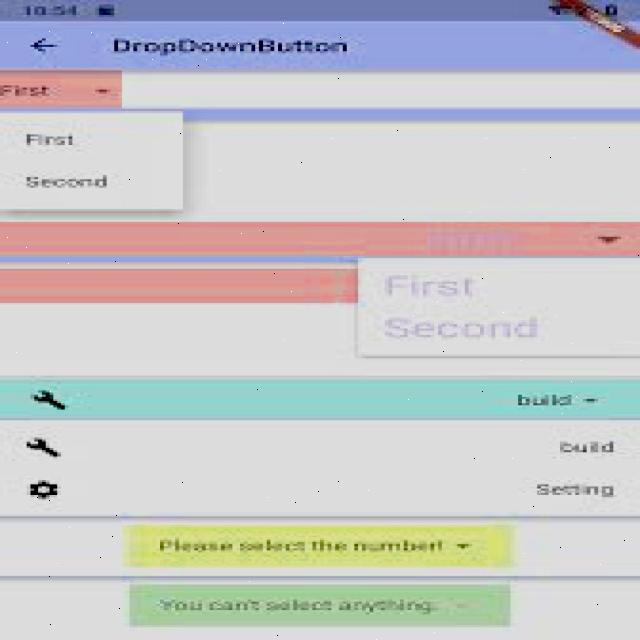 10:54
DropDownButton
First
First
Second
First
Second
build
build
Setting
Please select the number!
You can't select anything.